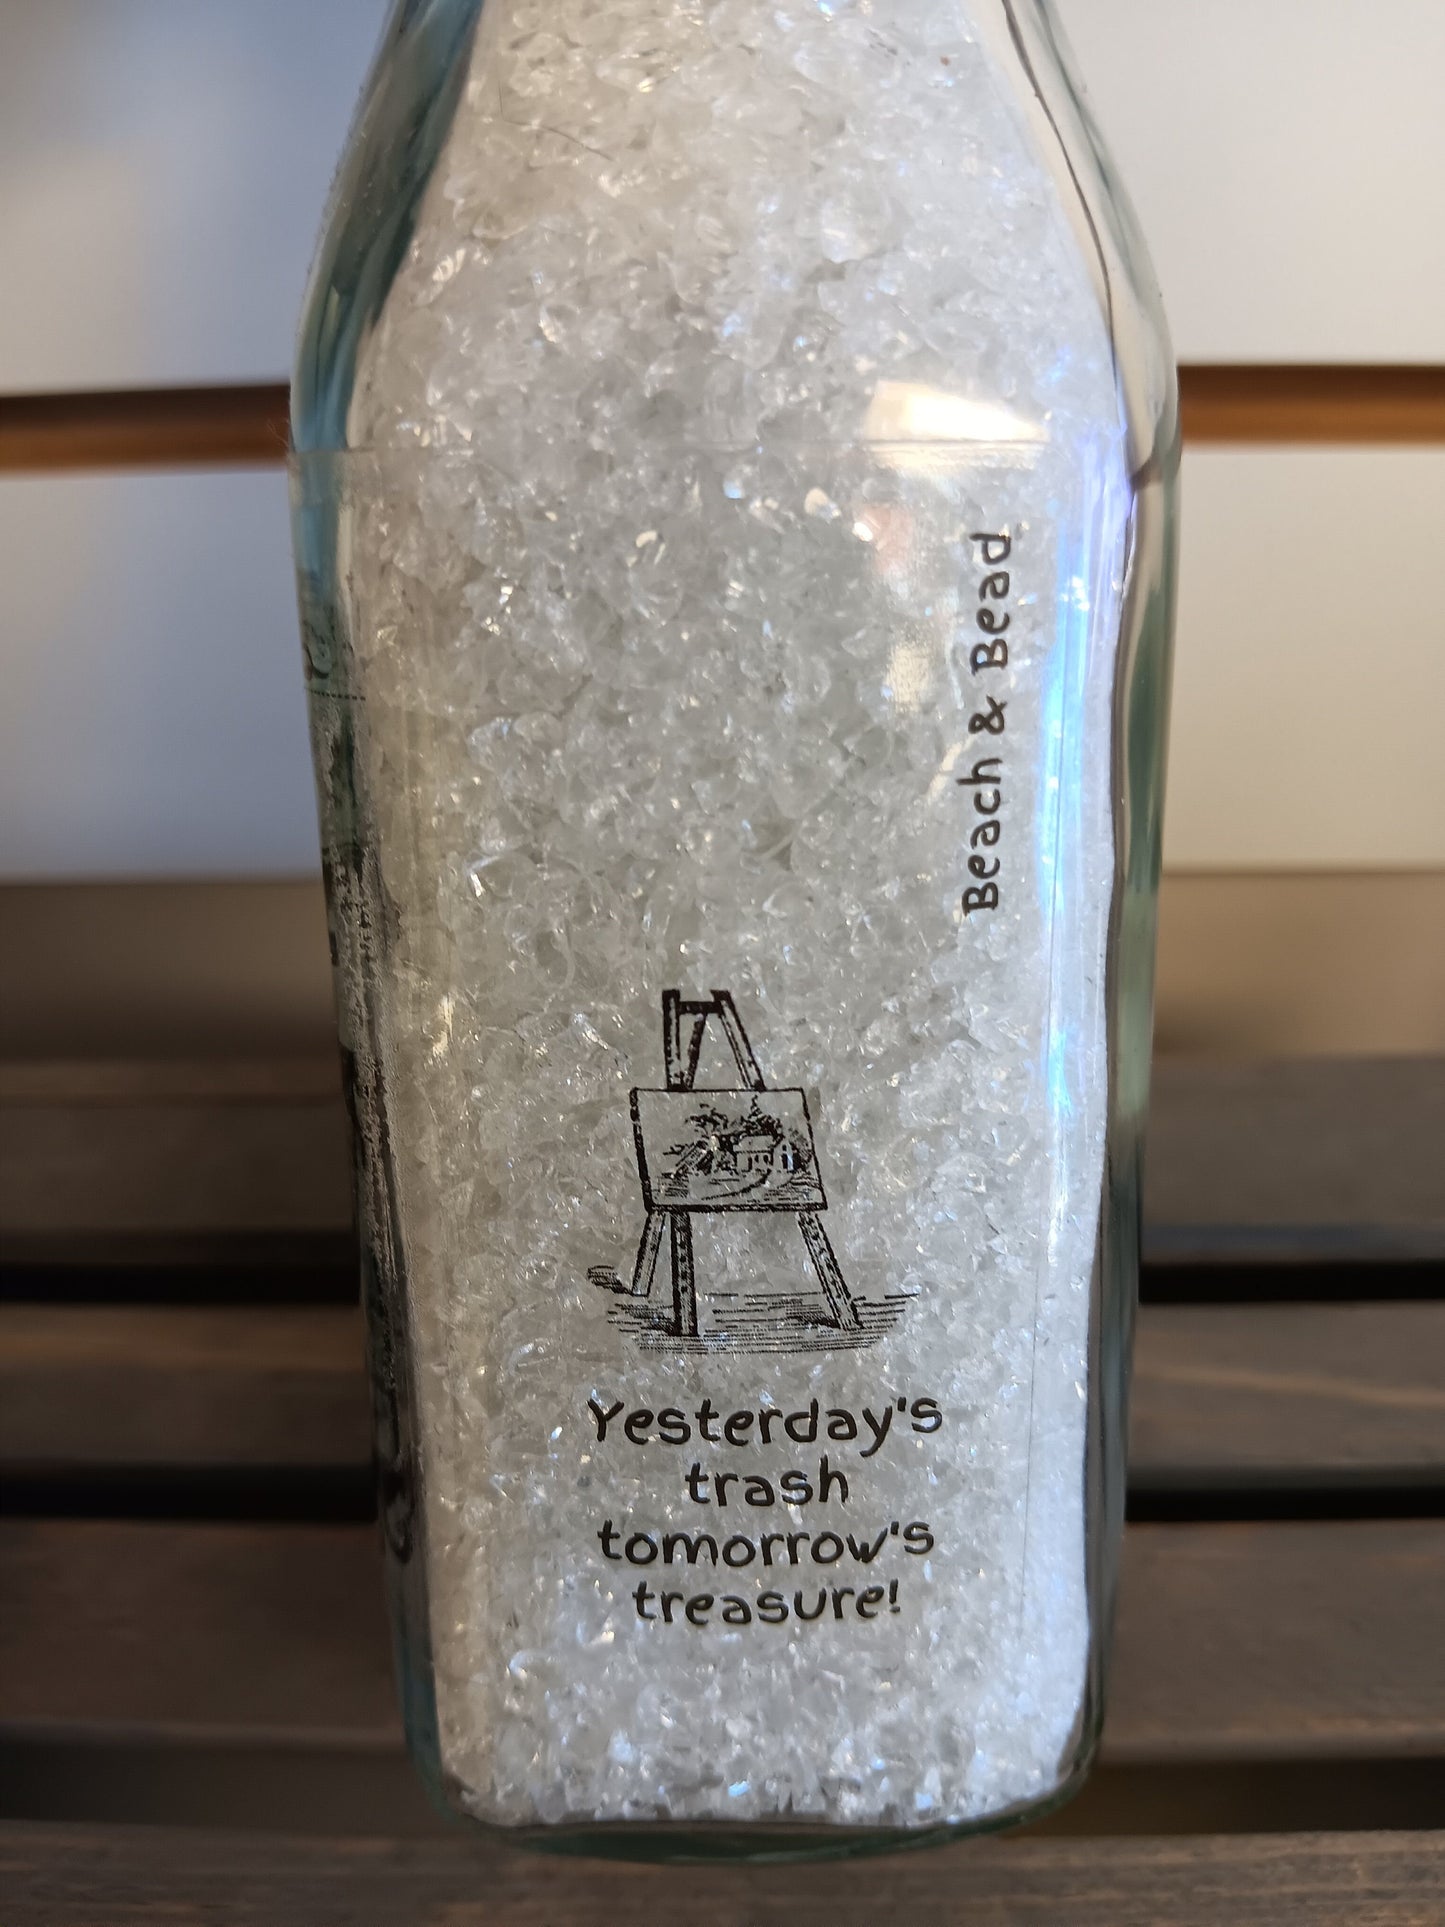 Beach & Bead
Yesterday's
trash
tomorrow's
treasure!